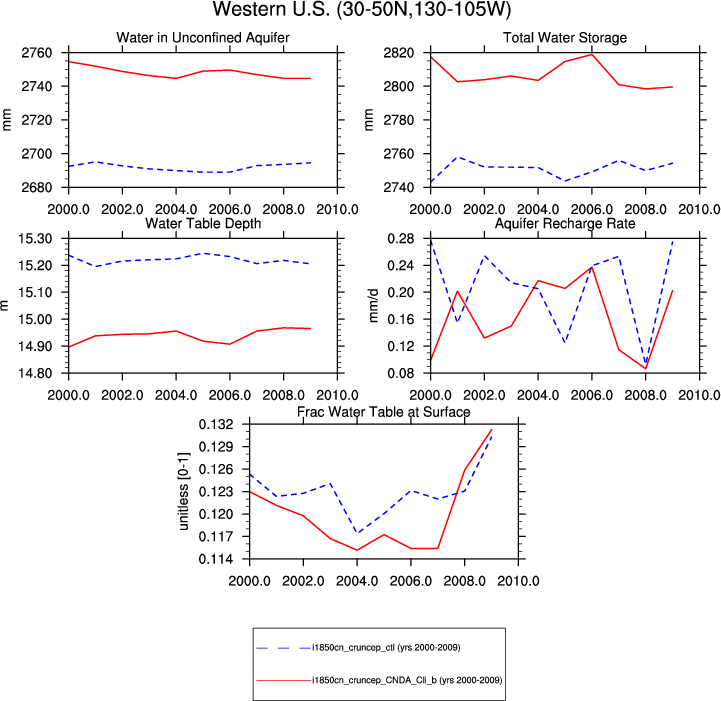 Western U.S. (30-50N,130-105W)
Water in Unconfined Aquifer
2760
2740
2720
2700
2680
mm
2000.0 2002.0 2004.0 2006.0 2008.0 2010.0
Total Water Storage
2820
2800
2780
2760
2740
mm
2000.0 2002.0 2004.0 2006.0 2008.0 2010.0
Water Table Depth
15.30
15.20
15.10
15.00
14.90
14.80
m
2000.0 2002.0 2004.0 2006.0 2008.0 2010.0
Aquifer Recharge Rate
0.28
0.24
0.20
0.16
0.12
0.08
mm/d
2000.0 2002.0 2004.0 2006.0 2008.0 2010.0
Frac Water Table at Surface
0.132
0.129
0.126
0.123
0.120
0.117
0.114
unitless [0-1]
2000.0 2002.0 2004.0 2006.0 2008.0 2010.0
i1850cn_cruncep_ctl (yrs 2000-2009)
i1850cn_cruncep_CNDA_Cli_b (yrs 2000-2009)